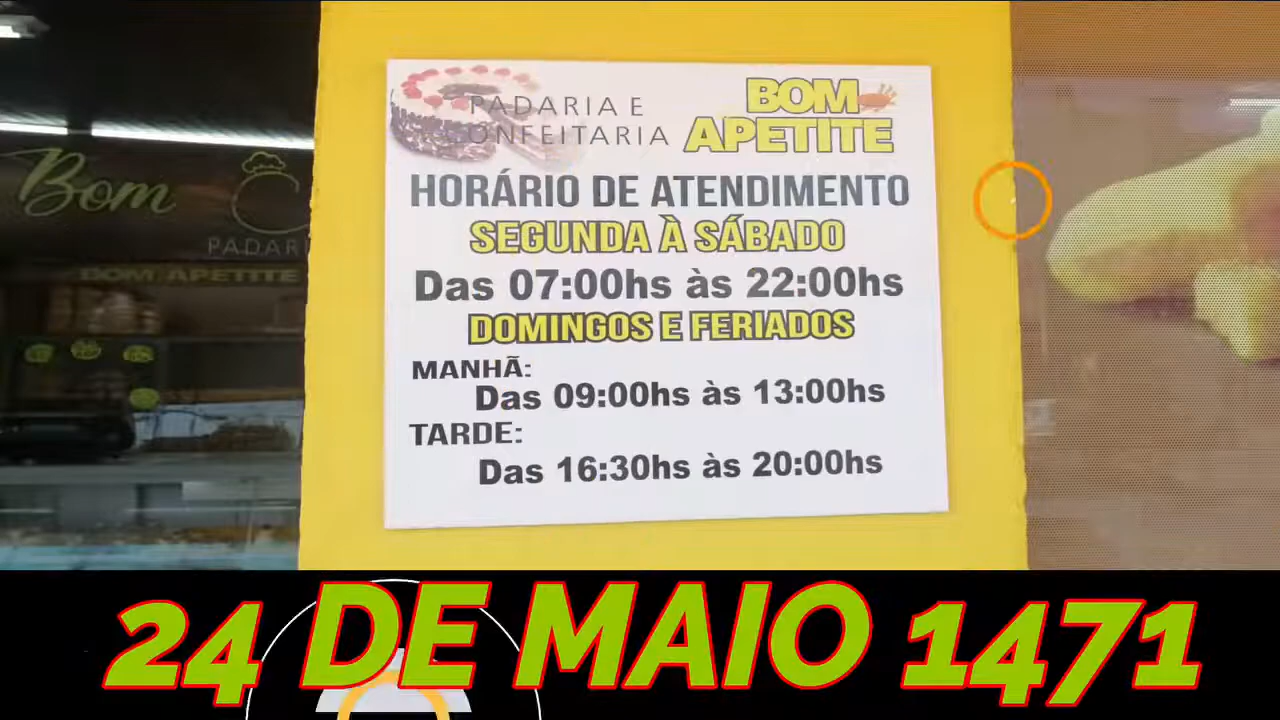 PADARIA E
CONFEITARIA
BOM
APETITE
HORÁRIO DE ATENDIMENTO
SEGUNDA À SÁBADO
Das 07:00hs às 22:00hs
DOMINGOS E FERIADOS
MANHÃ:
Das 09:00hs às 13:00hs
TARDE:
Das 16:30hs às 20:00hs
Bom
PADARI
BOM APETITE
24 DE MAIO 1471